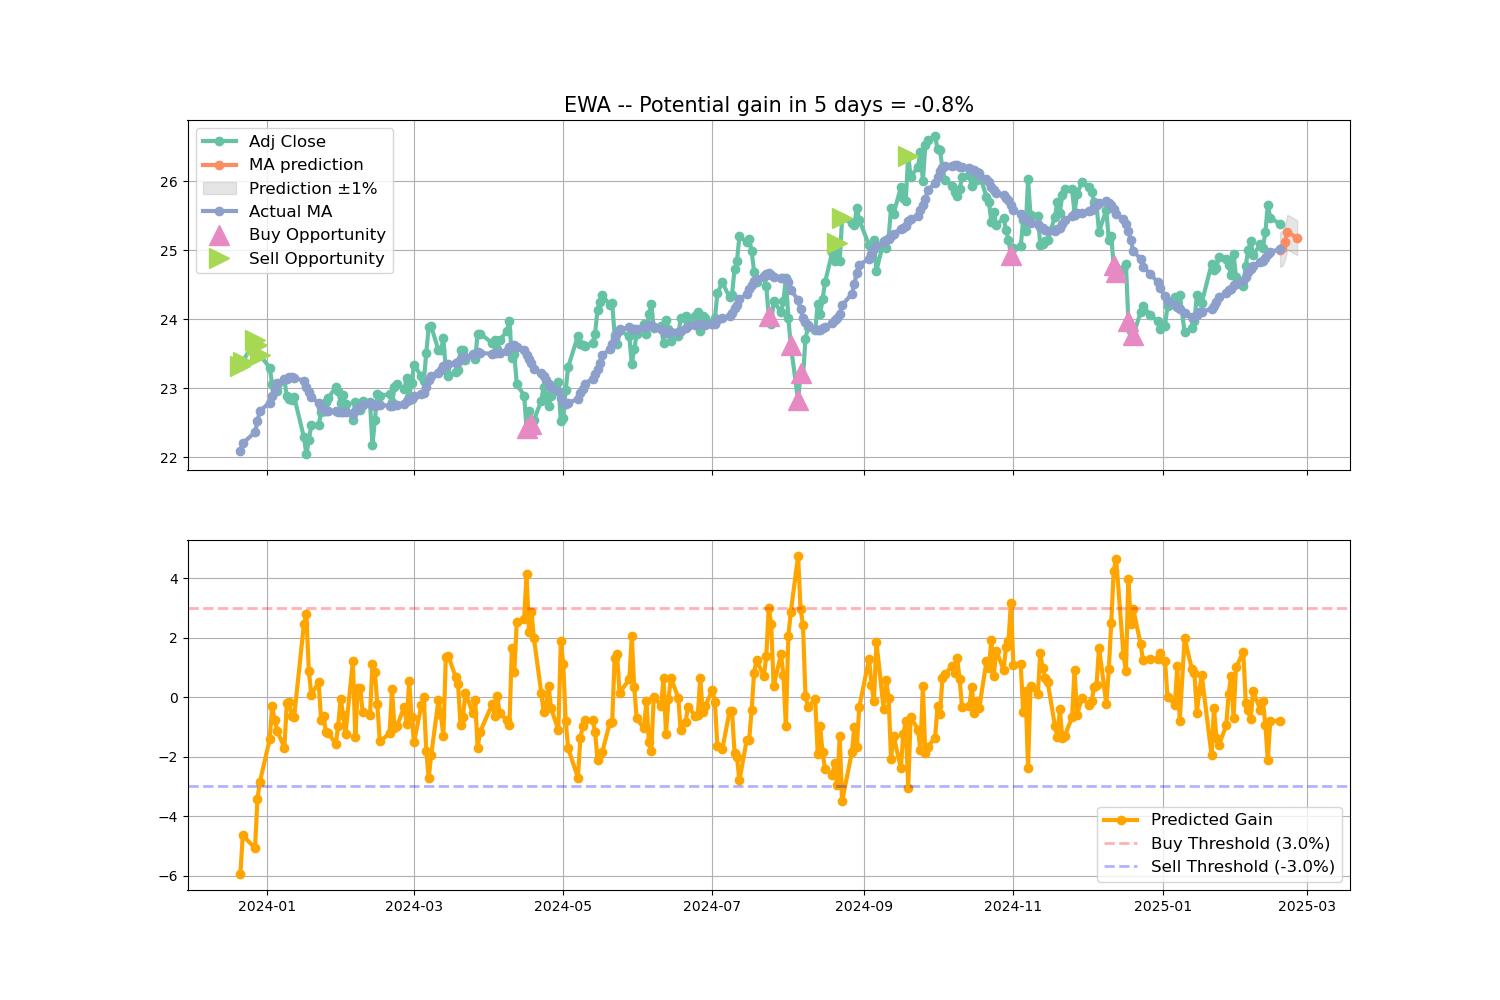 EWA -- Potential gain in 5 days = -0.8%
Adj Close
MA prediction
Prediction ±1%
Actual MA
Buy Opportunity
Sell Opportunity
26
25
24
23
22
4
2
0
−2
−4
−6
Predicted Gain
Buy Threshold (3.0%)
Sell Threshold (-3.0%)
2024-01 2024-03 2024-05 2024-07 2024-09 2024-11 2025-01 2025-03